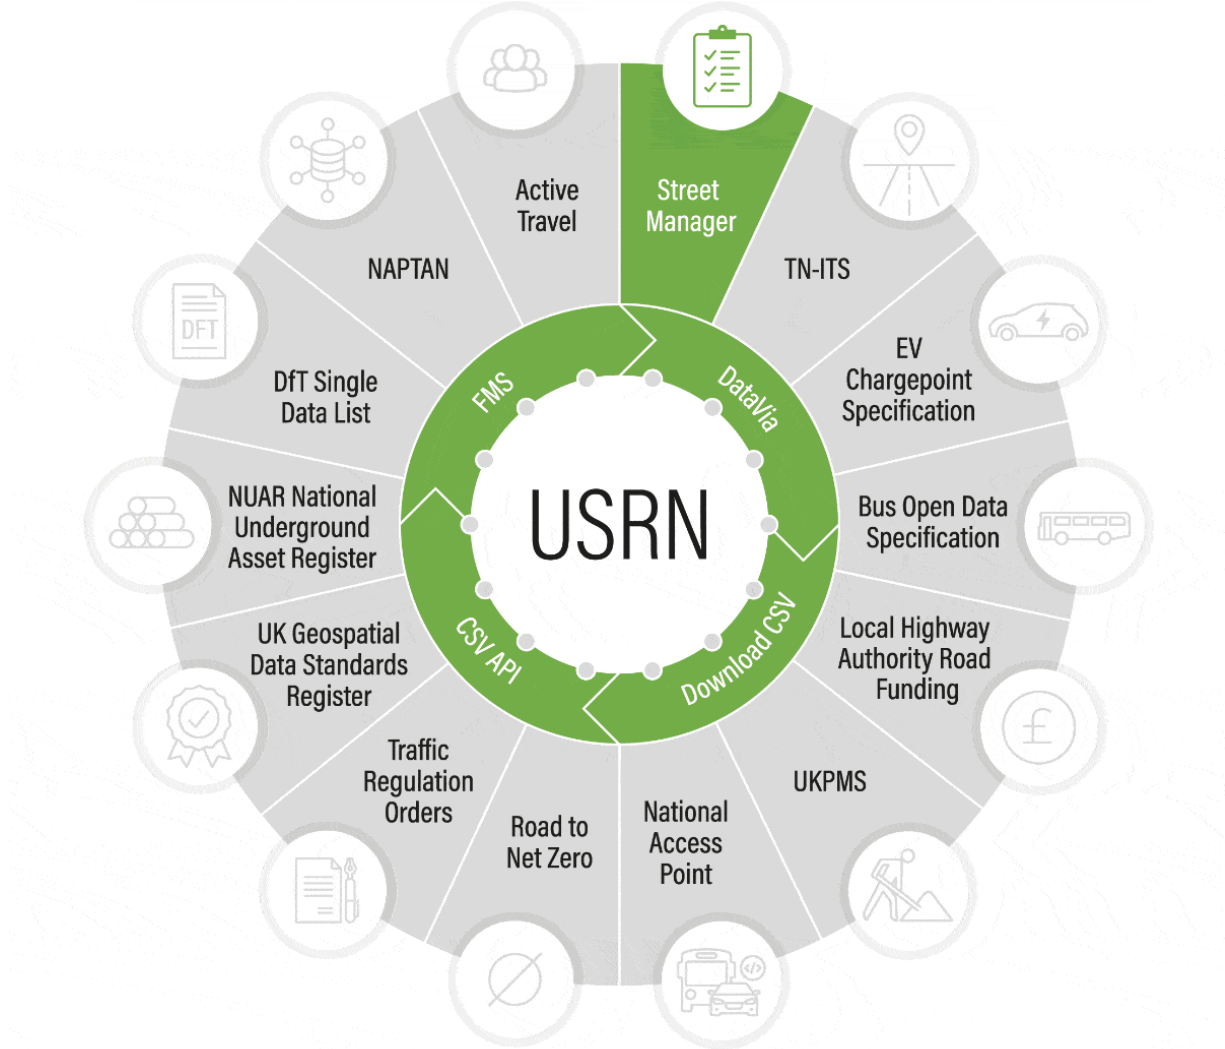 Street
Manager
TN-ITS
EV
Chargepoint
Specification
Bus Open Data
Specification
Local Highway
Authority Road
Funding
UKPMS
National
Access
Point
Road to
Net Zero
Traffic
Regulation
Orders
UK Geospatial
Data Standards
Register
NUAR National
Underground
Asset Register
DfT Single
Data List
DFT
NAPTAN
Active
Travel
FMS
DataVia
Download CSV
CSV API
USRN
£
</>